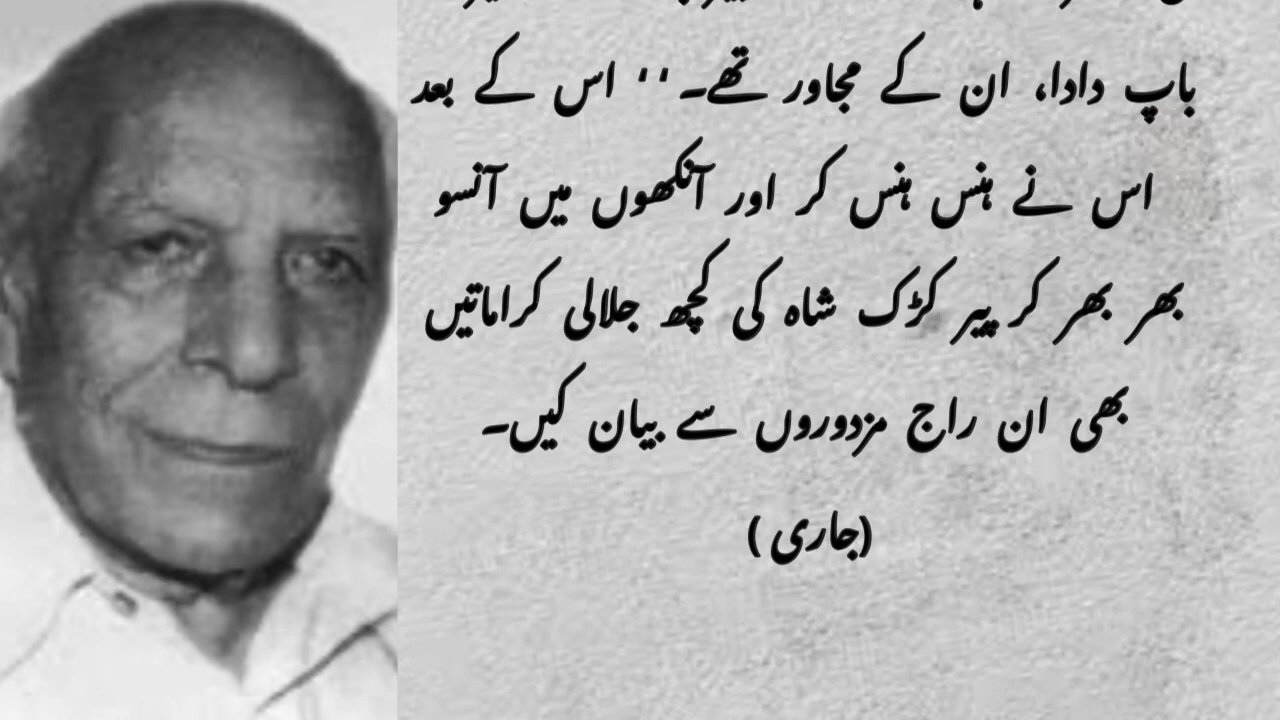 باپ دادا، ان کے مجاور تھے۔'' اس کے بعد
اس نے ہنس ہنس کر اور آنکھوں میں آنسو
بھر بھر کر پیر کڑک شاہ کی کچھ جلالی کراماتیں
بھی ان راج مزدوروں سے بیان کیں۔
(جاری )